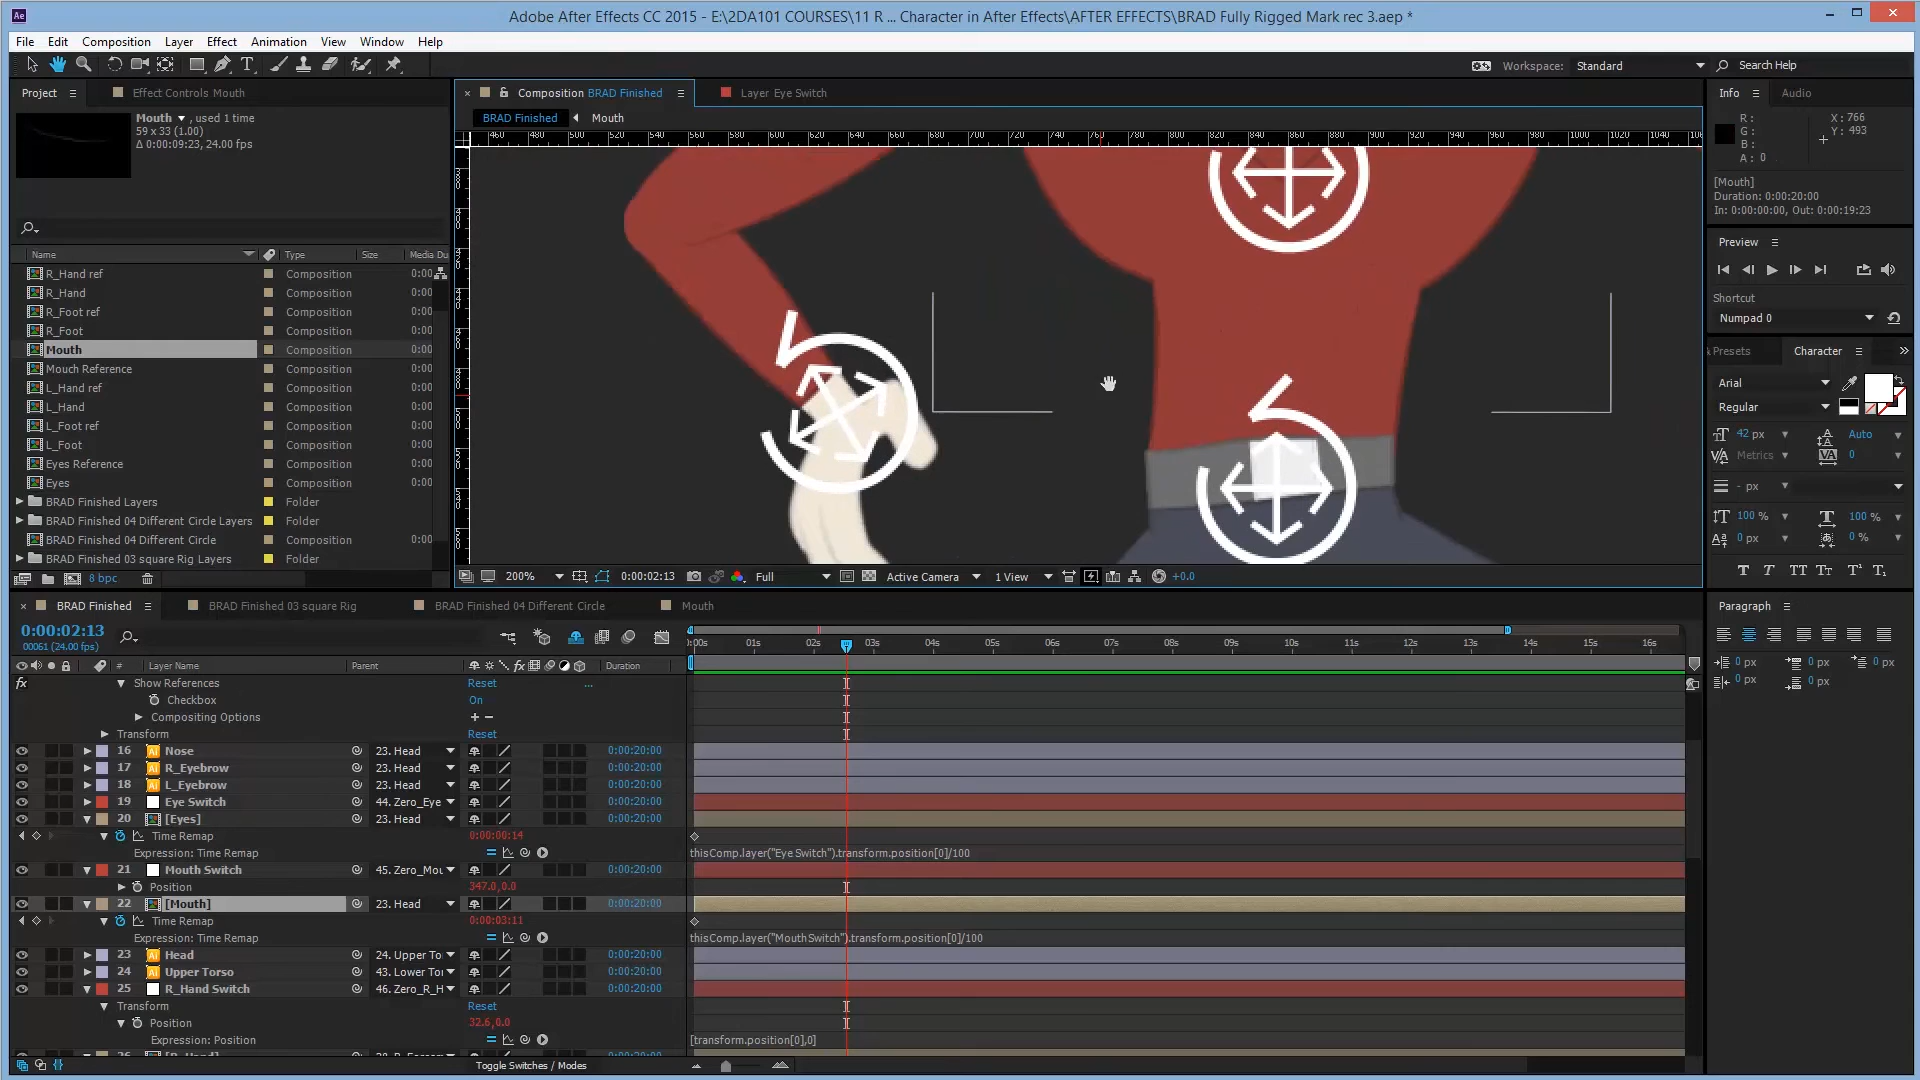 Adobe After Effects CC 2015 - E:\2DA101 COURSES\11 R ... Character in After Effects\AFTER EFFECTS\BRAD Fully Rigged Mark rec 3.aep *
File Edit Composition Layer Effect Animation View Window Help
Workspace: Standard Search Help
Project Effect Controls Mouth
Composition BRAD Finished Layer Eye Switch
Info Audio
Mouth , used 1 time
59 x 33 (1.00)
Δ 0:00:09:23, 24.00 fps
BRAD Finished Mouth
R :
G :
B :
A : 0
X : 766
Y : 493
[Mouth]
Duration: 0:00:20:00
In: 0:00:00:00, Out: 0:00:19:23
Name Type Size Media Du
R_Hand ref Composition 0:00
R_Hand Composition 0:00
R_Foot ref Composition 0:00
R_Foot Composition 0:00
Mouth Composition 0:00
Mouch Reference Composition 0:00
L_Hand ref Composition 0:00
L_Hand Composition 0:00
L_Foot ref Composition 0:00
L_Foot Composition 0:00
Eyes Reference Composition 0:00
Eyes Composition 0:00
BRAD Finished Layers Folder
BRAD Finished 04 Different Circle Layers Folder
BRAD Finished 04 Different Circle Composition 0:00
BRAD Finished 03 square Rig Layers Folder
8 bpc
Preview
Shortcut
Numpad 0
Presets Character
Arial
Regular
42 px Auto
Metrics 0
- px
100 % 100 %
0 px 0 %
200% 0:00:02:13 Full Active Camera 1 View +0.0
Paragraph
0 px 0 px 0 px
0 px 0 px
BRAD Finished BRAD Finished 03 square Rig BRAD Finished 04 Different Circle Mouth
0:00:02:13
00061 (24.00 fps)
:00s 01s 02s 03s 04s 05s 06s 07s 08s 09s 10s 11s 12s 13s 14s 15s 16s
# Layer Name Parent Duration
Show References Reset ...
Checkbox On
Compositing Options
Transform Reset
16 Nose 23. Head 0:00:20:00
17 R_Eyebrow 23. Head 0:00:20:00
18 L_Eyebrow 23. Head 0:00:20:00
19 Eye Switch 44. Zero_Eye 0:00:20:00
20 [Eyes] 23. Head 0:00:20:00
Time Remap 0:00:00:14
Expression: Time Remap thisComp.layer("Eye Switch").transform.position[0]/100
21 Mouth Switch 45. Zero_Mou 0:00:20:00
Position 347.0,0.0
22 [Mouth] 23. Head 0:00:20:00
Time Remap 0:00:03:11
Expression: Time Remap thisComp.layer("Mouth Switch").transform.position[0]/100
23 Head 24. Upper To 0:00:20:00
24 Upper Torso 43. Lower To 0:00:20:00
25 R_Hand Switch 46. Zero_R_H 0:00:20:00
Transform Reset
Position 32.6,0.0
Expression: Position [transform.position[0],0]
Toggle Switches / Modes